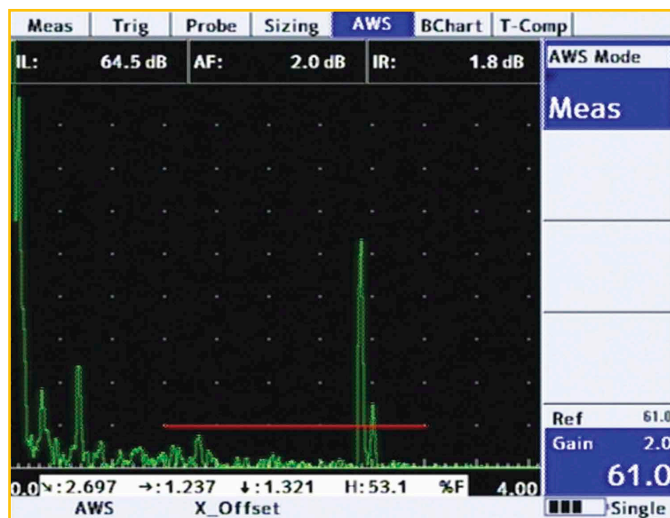 Meas Trig Probe Sizing AWS BChart T-Comp
IL: 64.5 dB AF: 2.0 dB IR: 1.8 dB
AWS Mode
Meas
Ref 61.0
Gain 2.0
61.0
0.0 ↘:2.697 →:1.237 ↓:1.321 H:53.1 %F 4.00
AWS X_Offset
Single